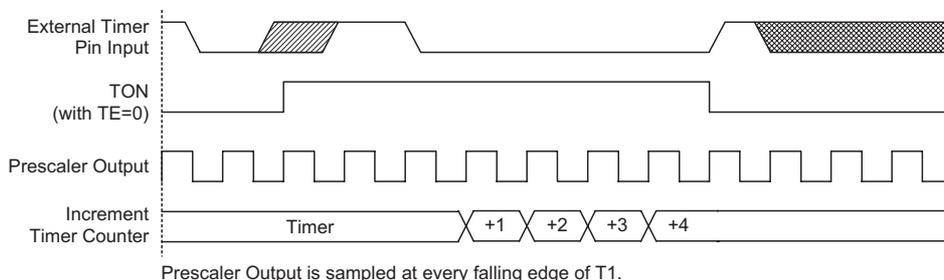 External Timer
Pin Input
TON
(with TE=0)
Prescaler Output
Increment
Timer Counter
Timer +1 +2 +3 +4
Prescaler Output is sampled at every falling edge of T1.